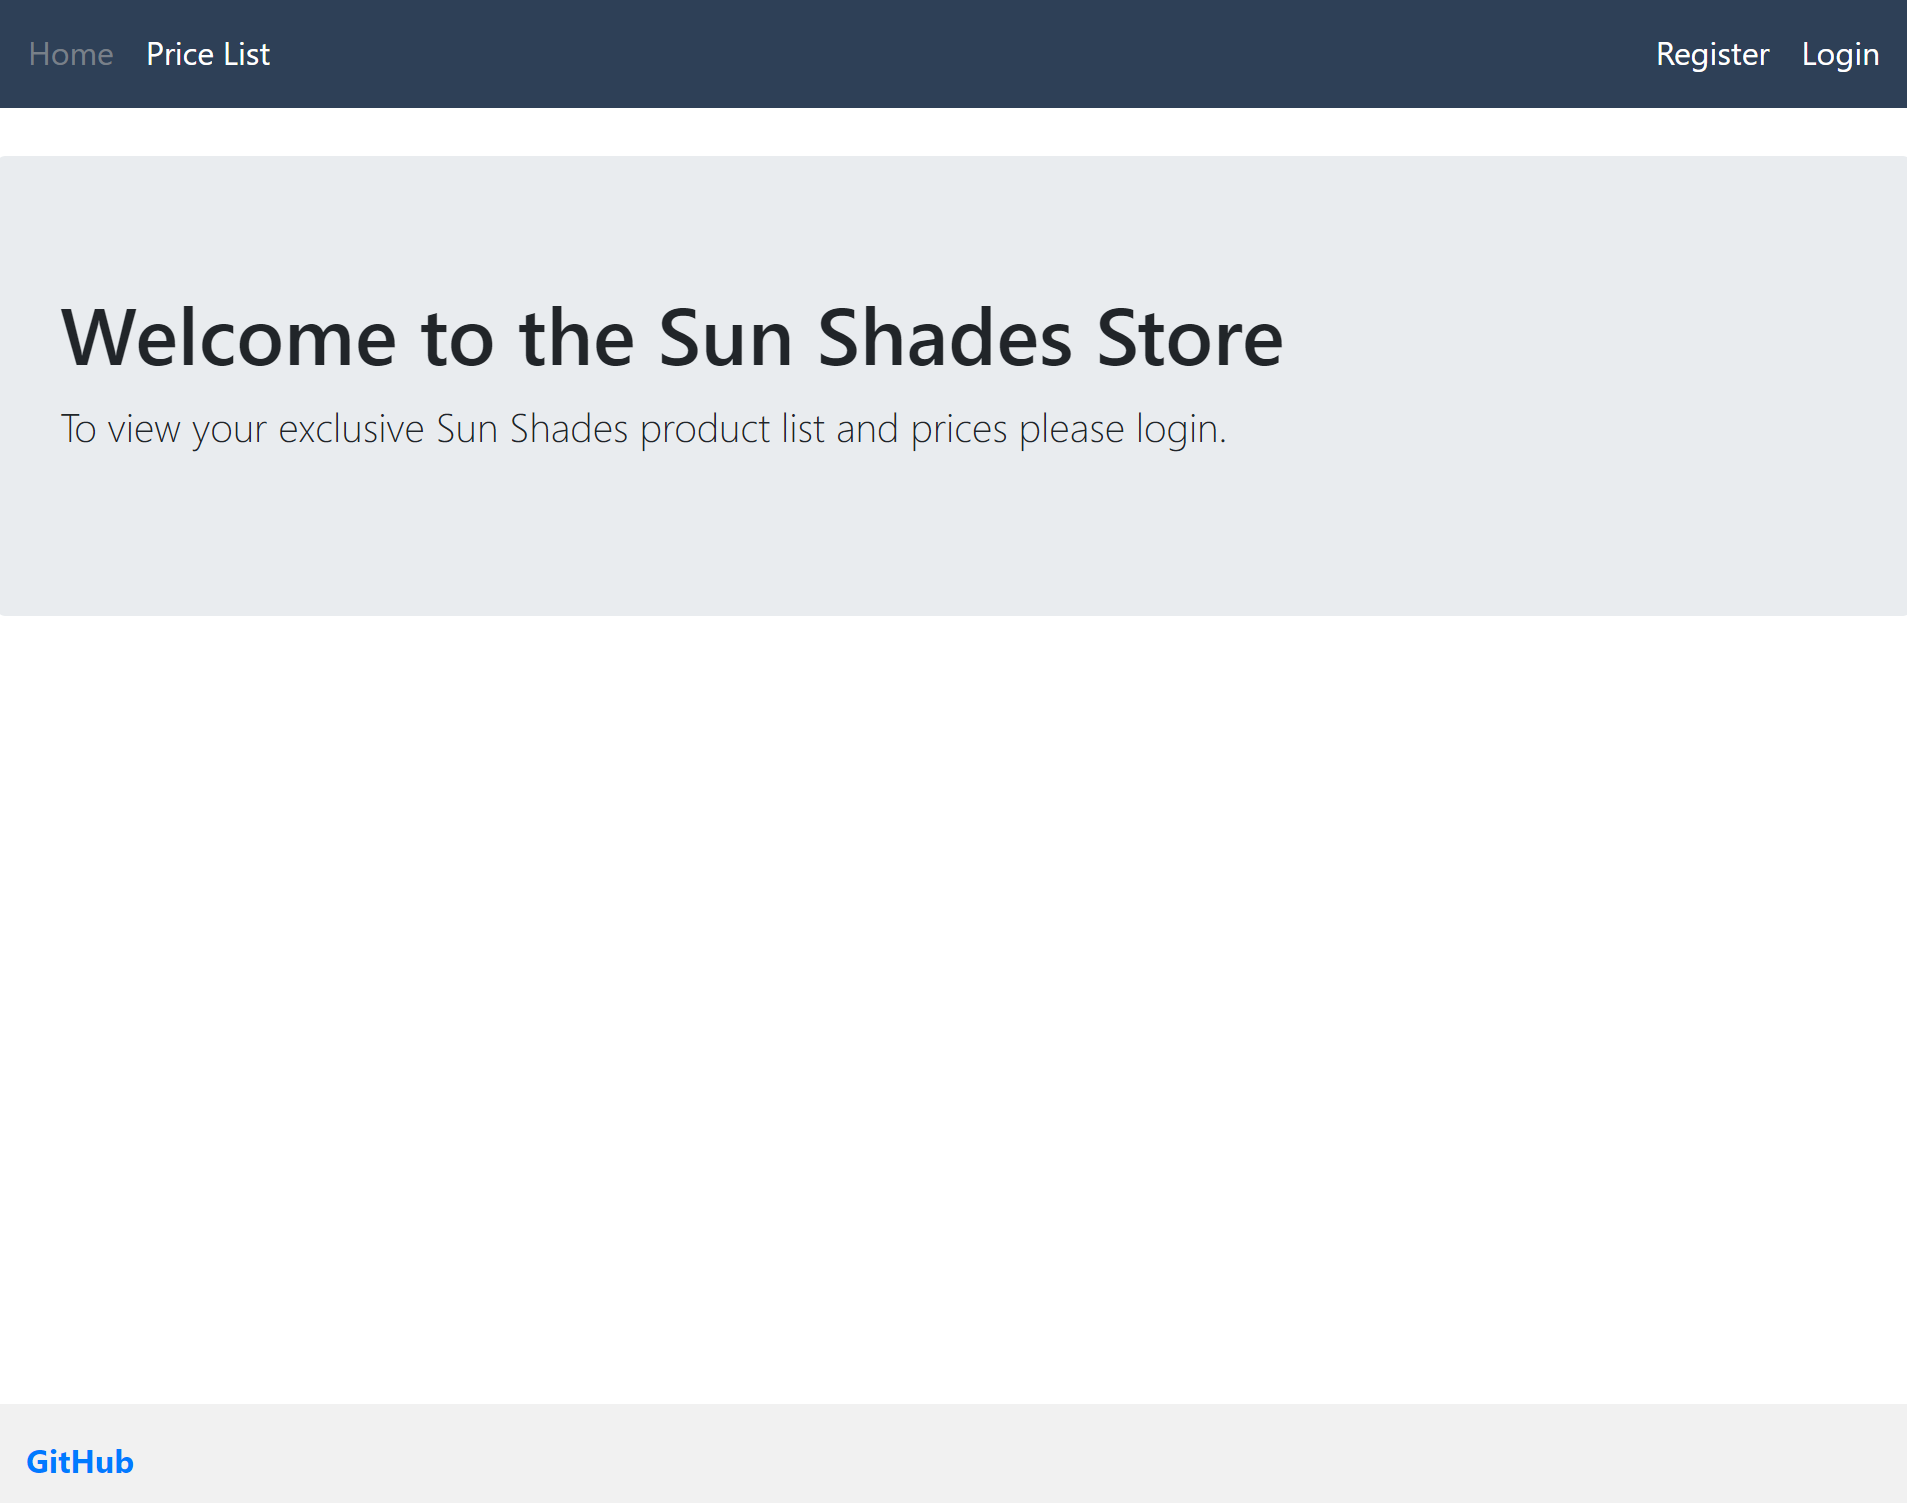 Home Price List Register Login
Welcome to the Sun Shades Store
To view your exclusive Sun Shades product list and prices please login.
GitHub